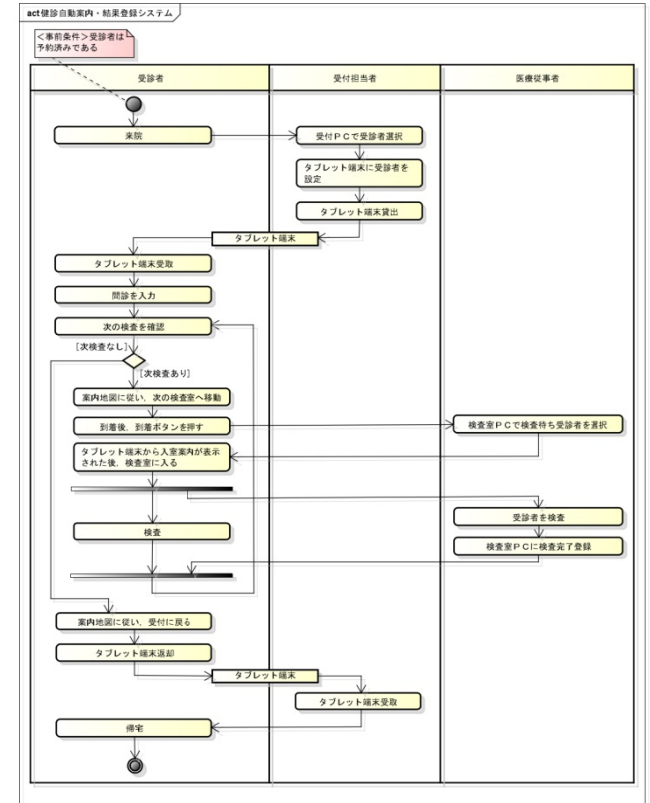 act 健診自動案内・結果登録システム
＜事前条件＞受診者は
予約済みである
受診者
受付担当者
医療従事者
来院
受付ＰＣで受診者選択
タブレット端末に受診者を
設定
タブレット端末貸出
タブレット端末
タブレット端末受取
問診を入力
次の検査を確認
［次検査なし］
［次検査あり］
案内地図に従い，次の検査室へ移動
到着後，到着ボタンを押す
検査室ＰＣで検査待ち受診者を選択
タブレット端末から入室案内が表示
された後，検査室に入る
受診者を検査
検査
検査室ＰＣに検査完了登録
案内地図に従い，受付に戻る
タブレット端末返却
タブレット端末
タブレット端末受取
帰宅